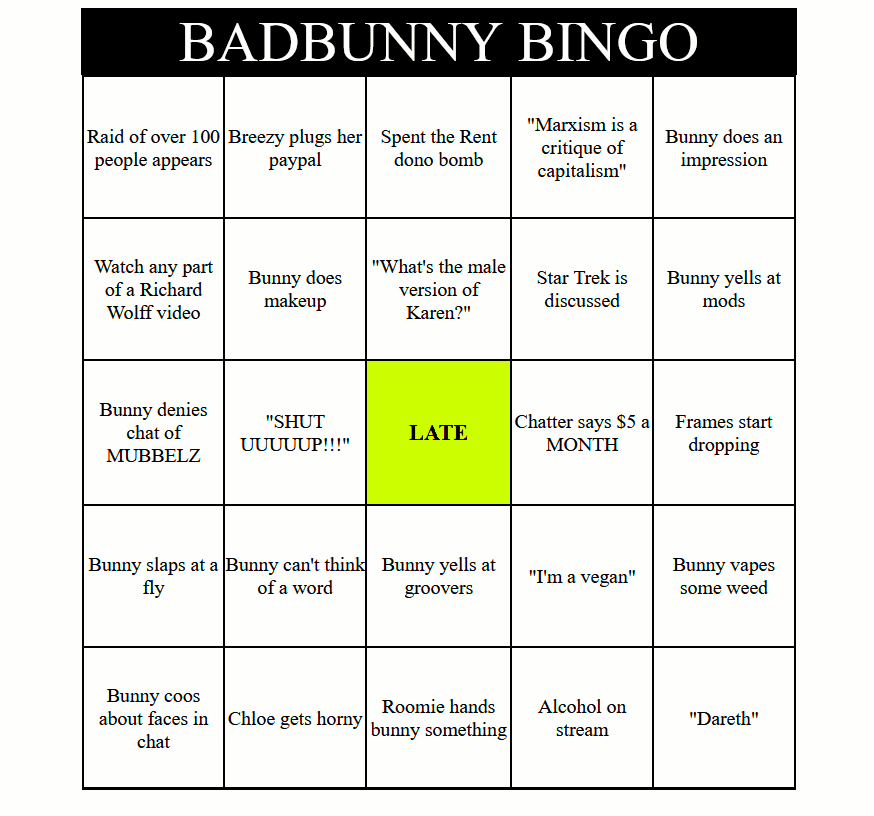 BADBUNNY BINGO
Raid of over 100
people appears
Breezy plugs her
paypal
Spent the Rent
dono bomb
"Marxism is a
critique of
capitalism"
Bunny does an
impression
Watch any part
of a Richard
Wolff video
Bunny does
makeup
"What's the male
version of
Karen?"
Star Trek is
discussed
Bunny yells at
mods
Bunny denies
chat of
MUBBELZ
"SHUT
UUUUUP!!!"
LATE
Chatter says $5 a
MONTH
Frames start
dropping
Bunny slaps at a
fly
Bunny can't think
of a word
Bunny yells at
groovers
"I'm a vegan"
Bunny vapes
some weed
Bunny coos
about faces in
chat
Chloe gets horny
Roomie hands
bunny something
Alcohol on
stream
"Dareth"